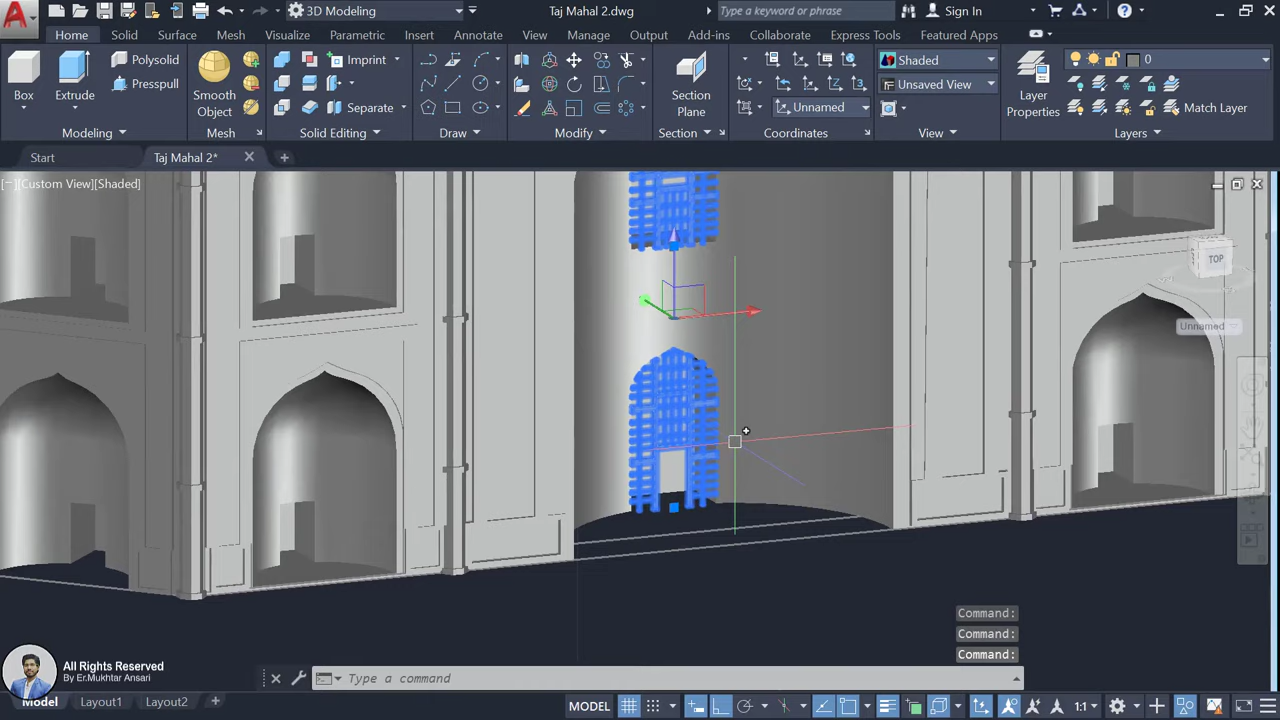 3D Modeling
Taj Mahal 2.dwg
Type a keyword or phrase
Sign In
Home Solid Surface Mesh Visualize Parametric Insert Annotate View Manage Output Add-ins Collaborate Express Tools Featured Apps
Box
Extrude
Polysolid
Presspull
Modeling
Smooth
Object
Mesh
Imprint
Separate
Solid Editing
Draw
Modify
Section
Plane
Section
Unnamed
Coordinates
Shaded
Unsaved View
View
Layer
Properties
0
Match Layer
Layers
Start
Taj Mahal 2*
[−][Custom View][Shaded]
TOP
Unnamed
Command:
Command:
Command:
Type a command
All Rights Reserved
By Er.Mukhtar Ansari
Model Layout1 Layout2
MODEL
1:1